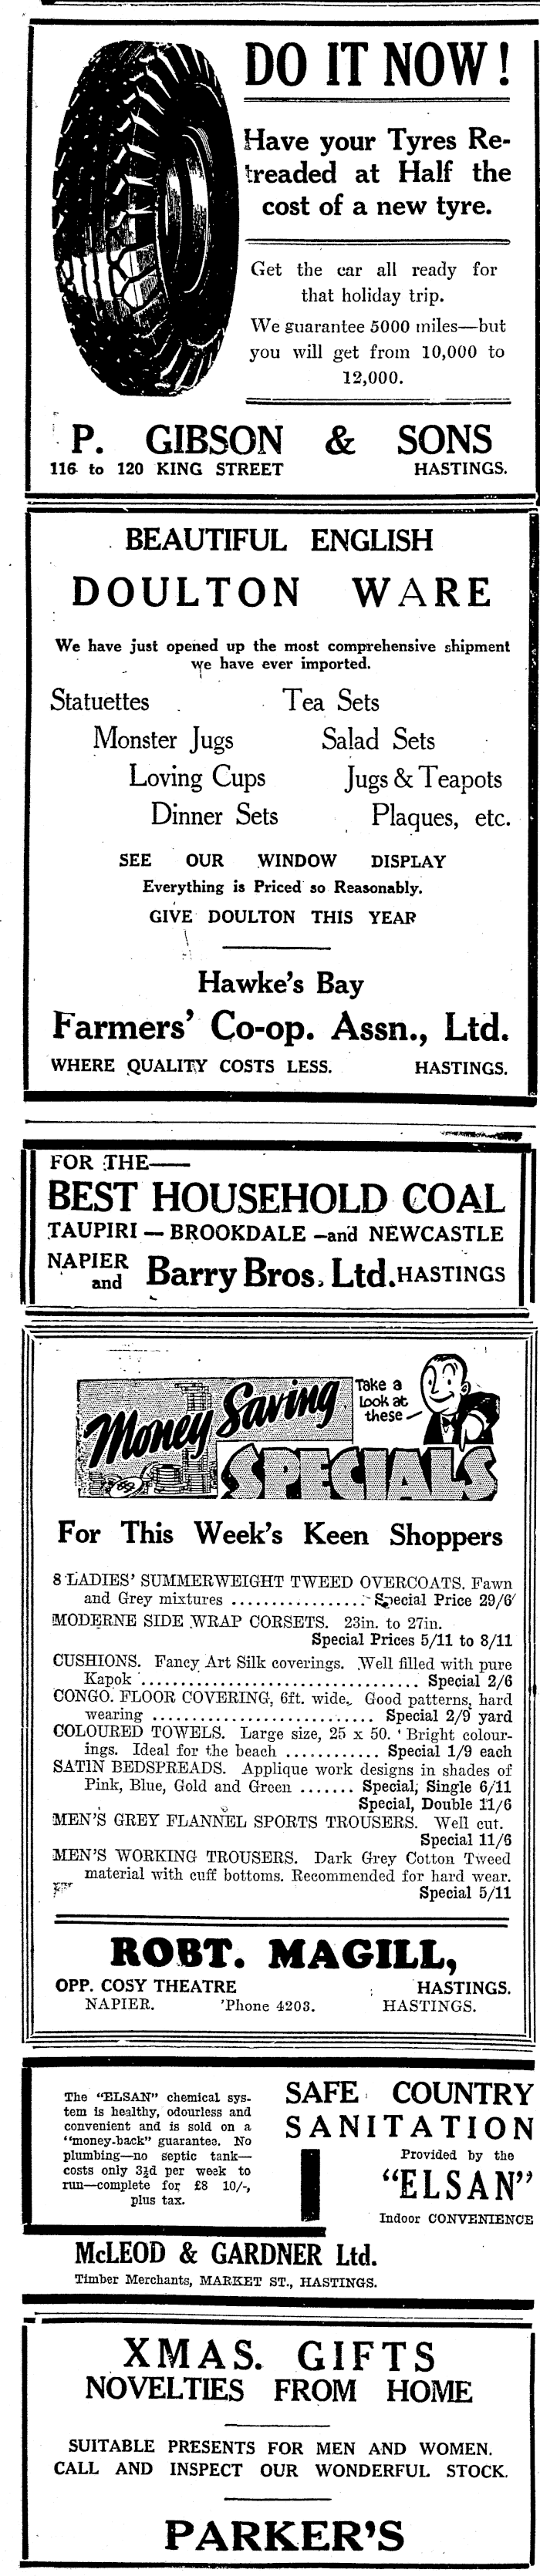 DO IT NOW!
Have your Tyres Re-
treaded at Half the
cost of a new tyre.
Get the car all ready for
that holiday trip.
We guarantee 5000 miles—but
you will get from 10,000 to
12,000.
P. GIBSON & SONS
116 to 120 KING STREET HASTINGS.
BEAUTIFUL ENGLISH
DOULTON WARE
We have just opened up the most comprehensive shipment
we have ever imported.
Statuettes Tea Sets
Monster Jugs Salad Sets
Loving Cups Jugs & Teapots
Dinner Sets Plaques, etc.
SEE OUR WINDOW DISPLAY
Everything is Priced so Reasonably.
GIVE DOULTON THIS YEAR
Hawke's Bay
Farmers' Co-op. Assn., Ltd.
WHERE QUALITY COSTS LESS. HASTINGS.
FOR THE—
BEST HOUSEHOLD COAL
TAUPIRI — BROOKDALE —and NEWCASTLE
NAPIER and Barry Bros. Ltd. HASTINGS
Money Saving
SPECIALS
Take a
Look at
these—
For This Week's Keen Shoppers
8 LADIES' SUMMERWEIGHT TWEED OVERCOATS. Fawn
and Grey mixtures ................ Special Price 29/6
MODERNE SIDE WRAP CORSETS. 23in. to 27in.
Special Prices 5/11 to 8/11
CUSHIONS. Fancy Art Silk coverings. Well filled with pure
Kapok .................................. Special 2/6
CONGO FLOOR COVERING, 6ft. wide. Good patterns, hard
wearing ............................ Special 2/9 yard
COLOURED TOWELS. Large size, 25 x 50. Bright colour-
ings. Ideal for the beach ............ Special 1/9 each
SATIN BEDSPREADS. Applique work designs in shades of
Pink, Blue, Gold and Green ....... Special, Single 6/11
Special, Double 11/6
MEN'S GREY FLANNEL SPORTS TROUSERS. Well cut.
Special 11/6
MEN'S WORKING TROUSERS. Dark Grey Cotton Tweed
material with cuff bottoms. Recommended for hard wear.
Special 5/11
ROBT. MAGILL,
OPP. COSY THEATRE HASTINGS.
NAPIER. 'Phone 4203. HASTINGS.
The "ELSAN" chemical sys-
tem is healthy, odourless and
convenient and is sold on a
"money-back" guarantee. No
plumbing—no septic tank—
costs only 3½d per week to
run—complete for £8 10/-,
plus tax.
SAFE COUNTRY
SANITATION
Provided by the
"ELSAN"
Indoor CONVENIENCE
McLEOD & GARDNER Ltd.
Timber Merchants, MARKET ST., HASTINGS.
XMAS. GIFTS
NOVELTIES FROM HOME
SUITABLE PRESENTS FOR MEN AND WOMEN.
CALL AND INSPECT OUR WONDERFUL STOCK.
PARKER'S